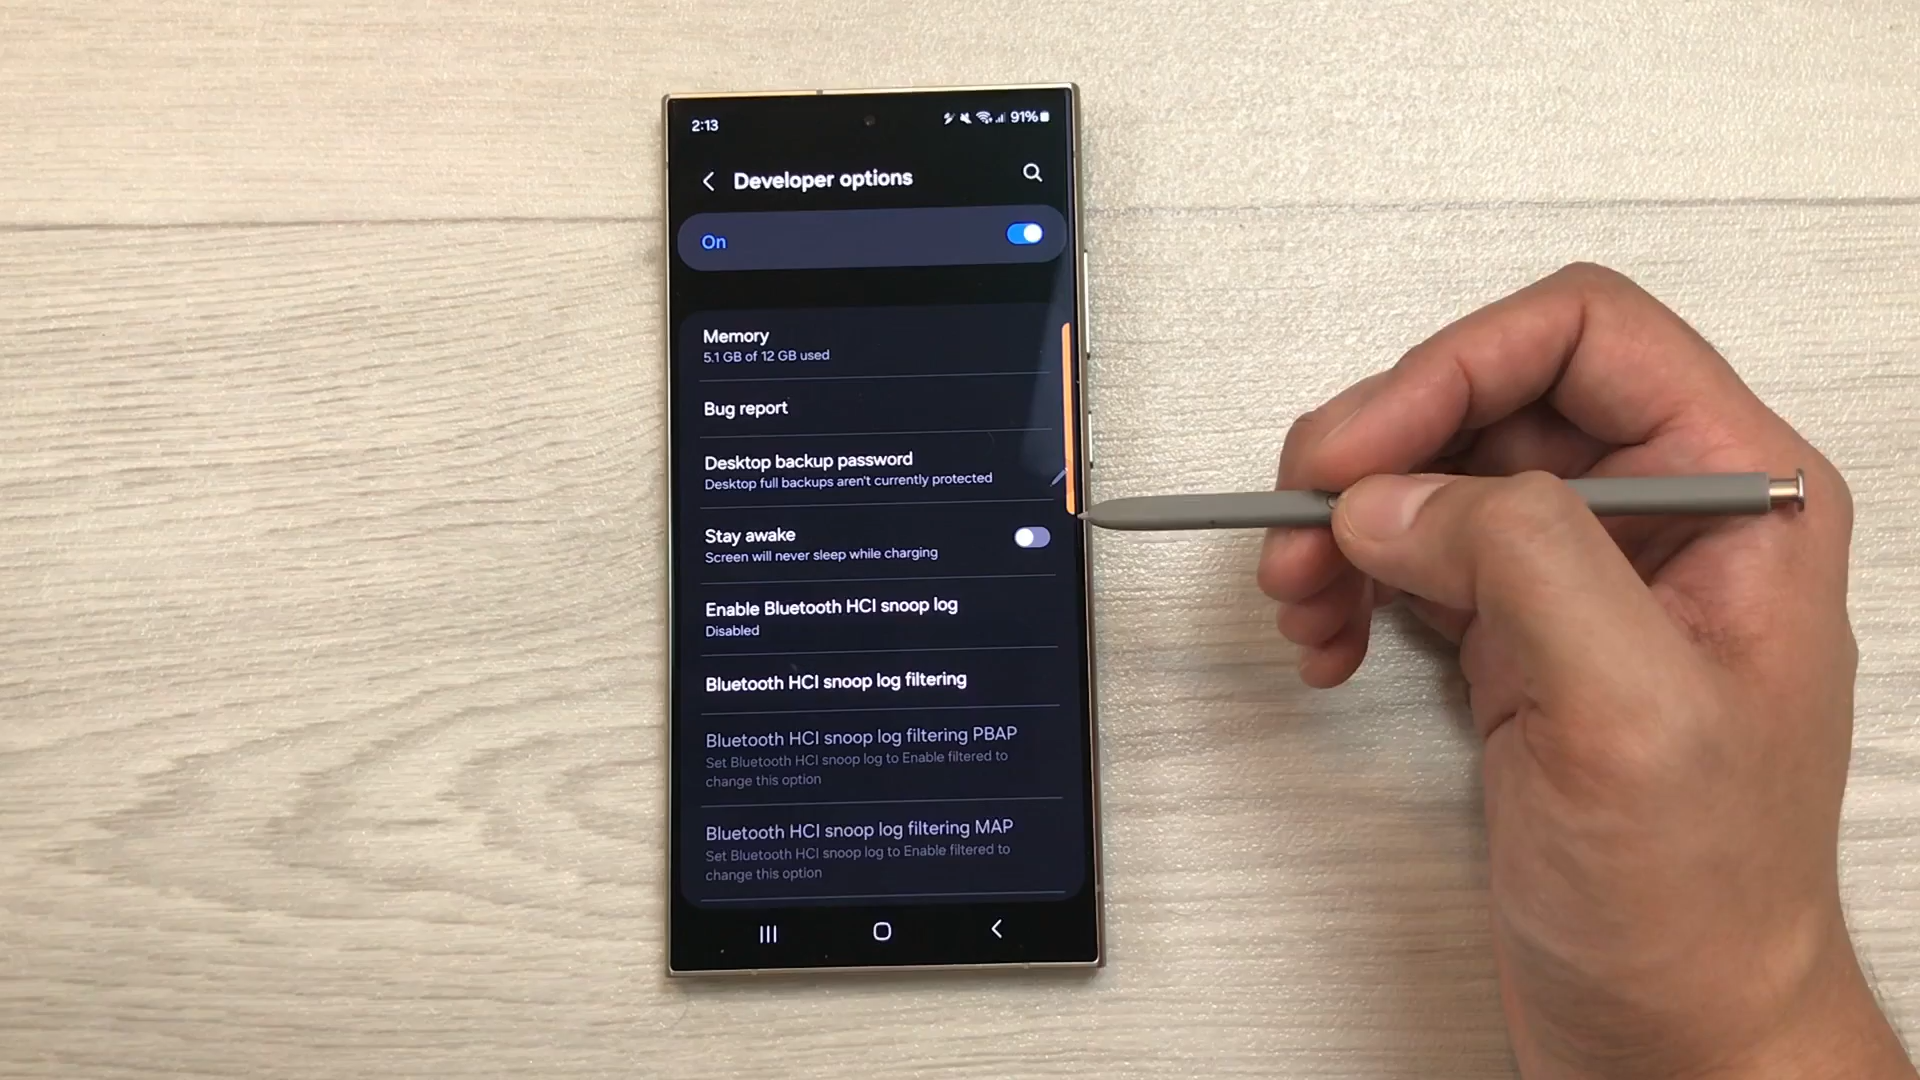 2:13
91%
Developer options
On
Memory
5.1 GB of 12 GB used
Bug report
Desktop backup password
Desktop full backups aren't currently protected
Stay awake
Screen will never sleep while charging
Enable Bluetooth HCI snoop log
Disabled
Bluetooth HCI snoop log filtering
Bluetooth HCI snoop log filtering PBAP
Set Bluetooth HCI snoop log to Enable filtered to
change this option
Bluetooth HCI snoop log filtering MAP
Set Bluetooth HCI snoop log to Enable filtered to
change this option